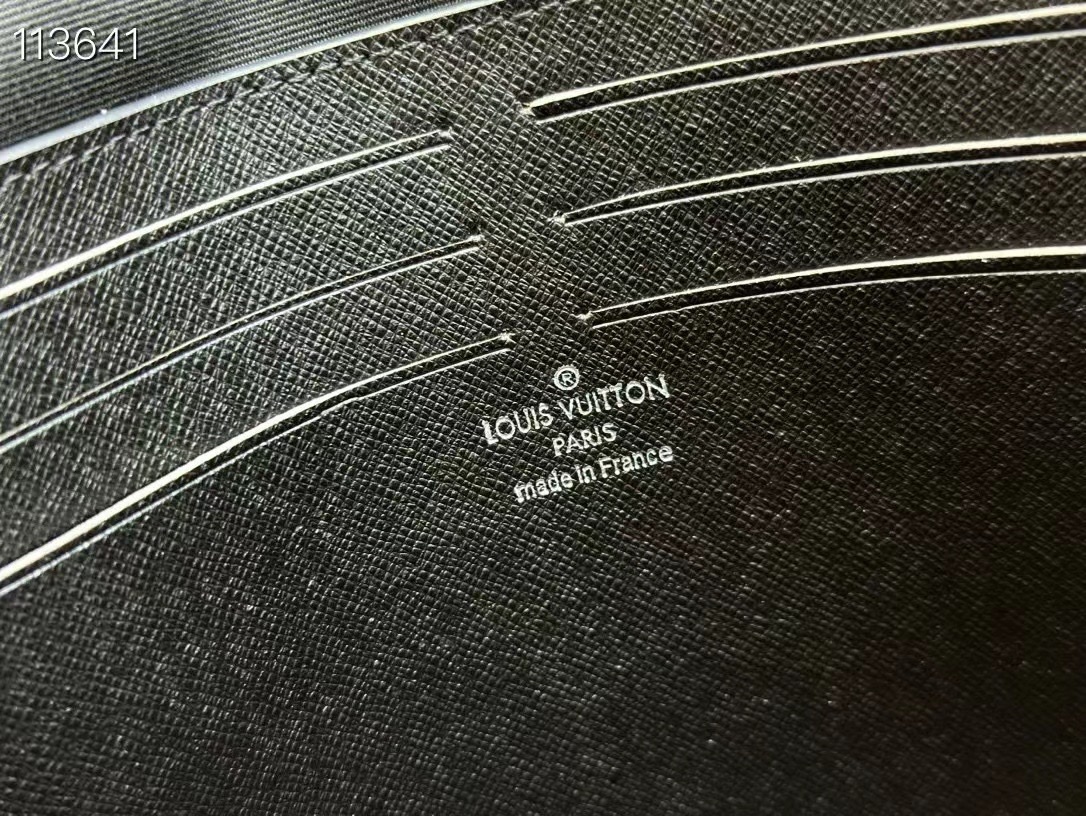 113641
®
LOUIS VUITTON
PARIS
made in France